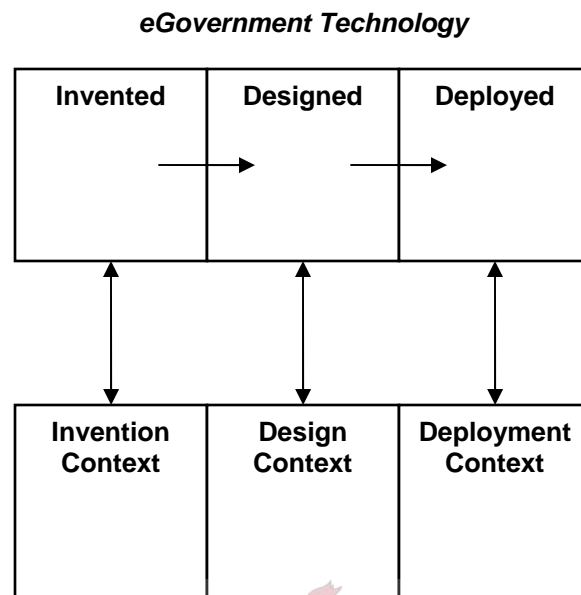 eGovernment Technology
Invented
Designed
Deployed
Invention
Context
Design
Context
Deployment
Context